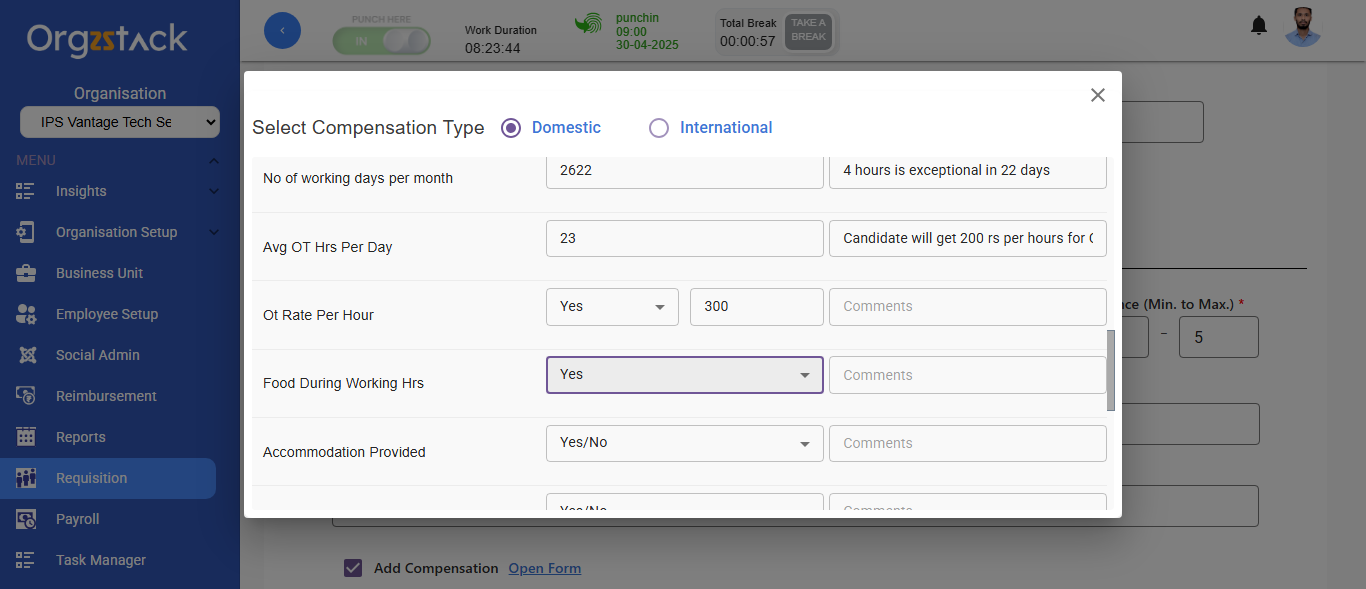 Orgzstack
Organisation
IPS Vantage Tech Se
MENU
Insights
Organisation Setup
Business Unit
Employee Setup
Social Admin
Reimbursement
Reports
Requisition
Payroll
Task Manager
PUNCH HERE
IN
Work Duration
08:23:44
punchin
09:00
30-04-2025
Total Break
00:00:57
TAKE A
BREAK
Select Compensation Type
Domestic
International
No of working days per month
2622
4 hours is exceptional in 22 days
Avg OT Hrs Per Day
23
Candidate will get 200 rs per hours for
Ot Rate Per Hour
Yes
300
Comments
Food During Working Hrs
Yes
Comments
Accommodation Provided
Yes/No
Comments
Yes/No
Comments
nce (Min. to Max.) *
- 5
Add Compensation Open Form